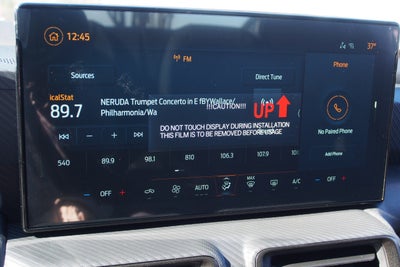 12:45
37°
FM
Phone
Sources
Direct Tune
icalStat
89.7
NERUDA Trumpet Concerto in E fBYWallace/
Philharmonia/Wa
!!!CAUTION!!!
UP
DO NOT TOUCH DISPLAY DURING INSTALLATION
THIS FILM IS TO BE REMOVED BEFORE USAGE
No Paired Phone
Add Phone
540
89.9
98.1
810
106.3
107.9
OFF
AUTO
MAX
A/C
OFF